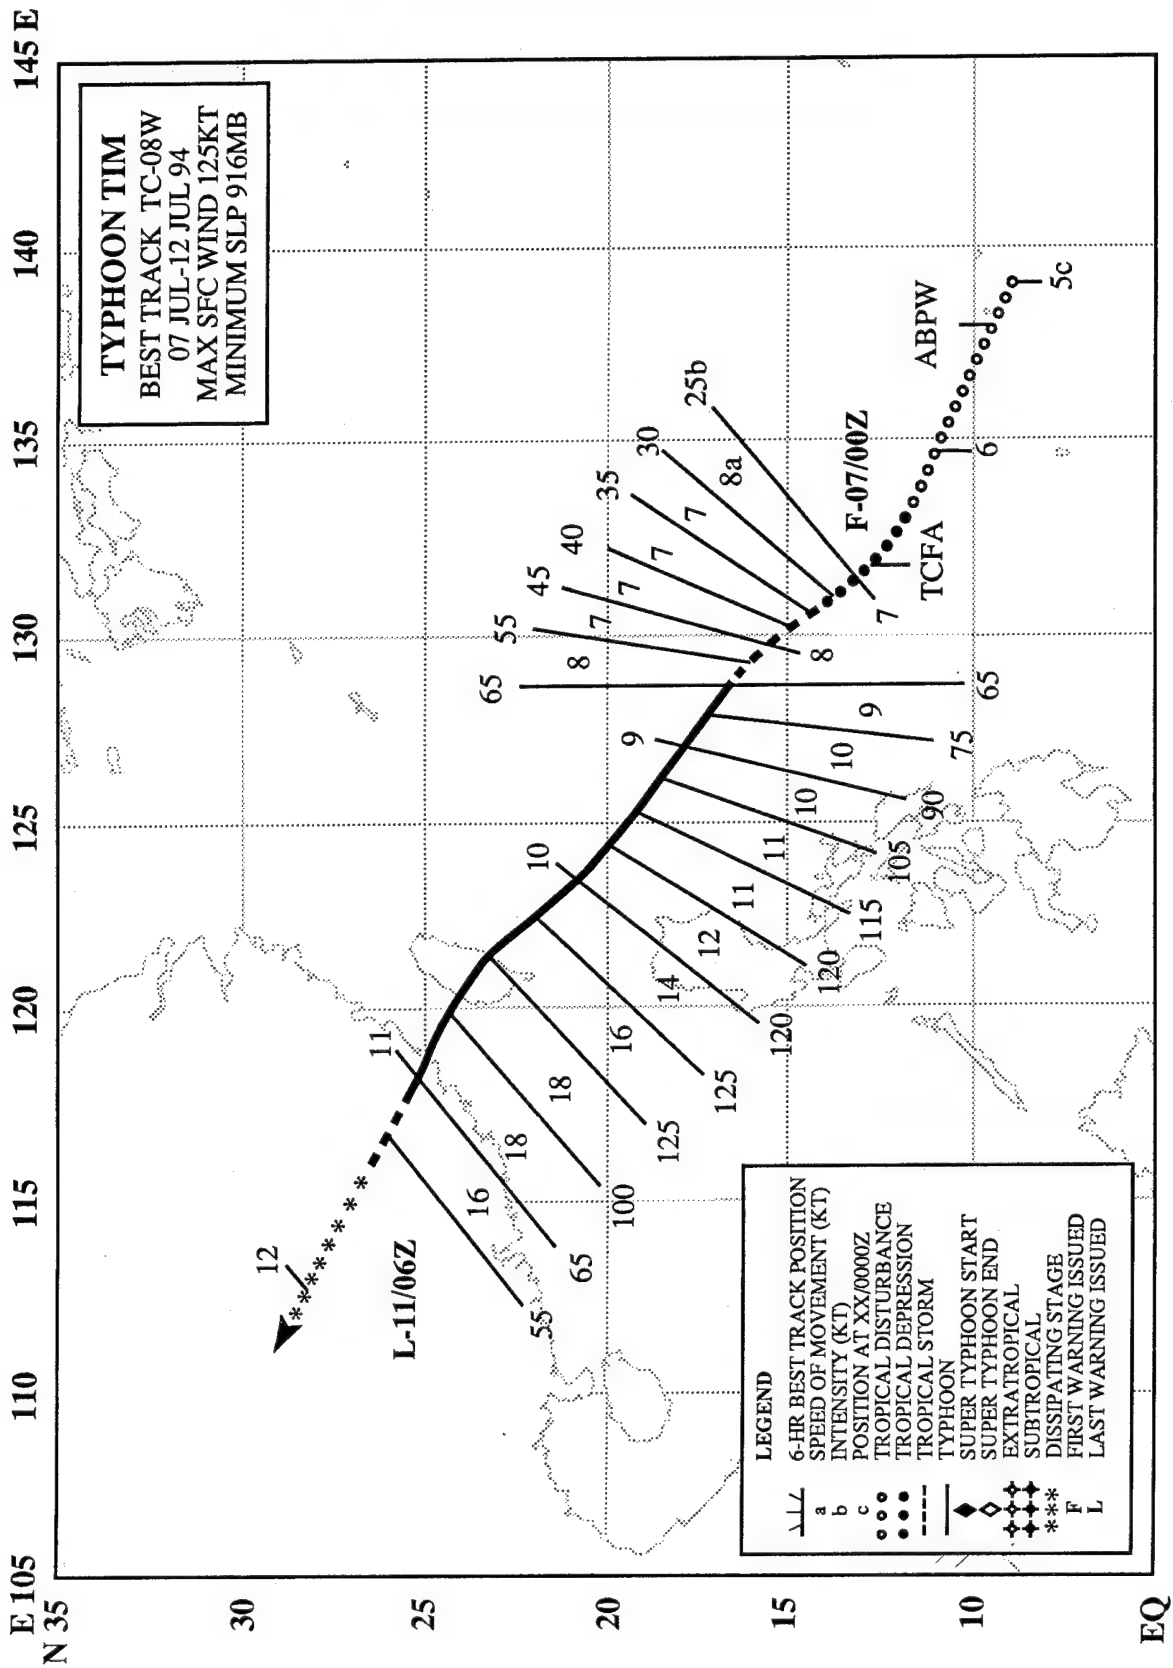 TYPHOON TIM
BEST TRACK TC-08W
07 JUL-12 JUL 94
MAX SFC WIND 125KT
MINIMUM SLP 916MB
E 105
110
115
120
125
130
135
140
145 E
N 35
30
25
20
15
10
EQ
12
L-11/06Z
11
16
18
18
16
14
12
11
11
10
10
9
10
9
8
7
7
7
7
8a
8
7
55
65
100
125
125
120
120
115
105
90
75
65
65
55
45
40
35
30
25b
F-07/00Z
TCFA
ABPW
6
5c
LEGEND
6-HR BEST TRACK POSITION
a SPEED OF MOVEMENT (KT)
b INTENSITY (KT)
c POSITION AT XX/0000Z
TROPICAL DISTURBANCE
TROPICAL DEPRESSION
TROPICAL STORM
TYPHOON
SUPER TYPHOON START
SUPER TYPHOON END
EXTRATROPICAL
SUBTROPICAL
*** DISSIPATING STAGE
F FIRST WARNING ISSUED
L LAST WARNING ISSUED